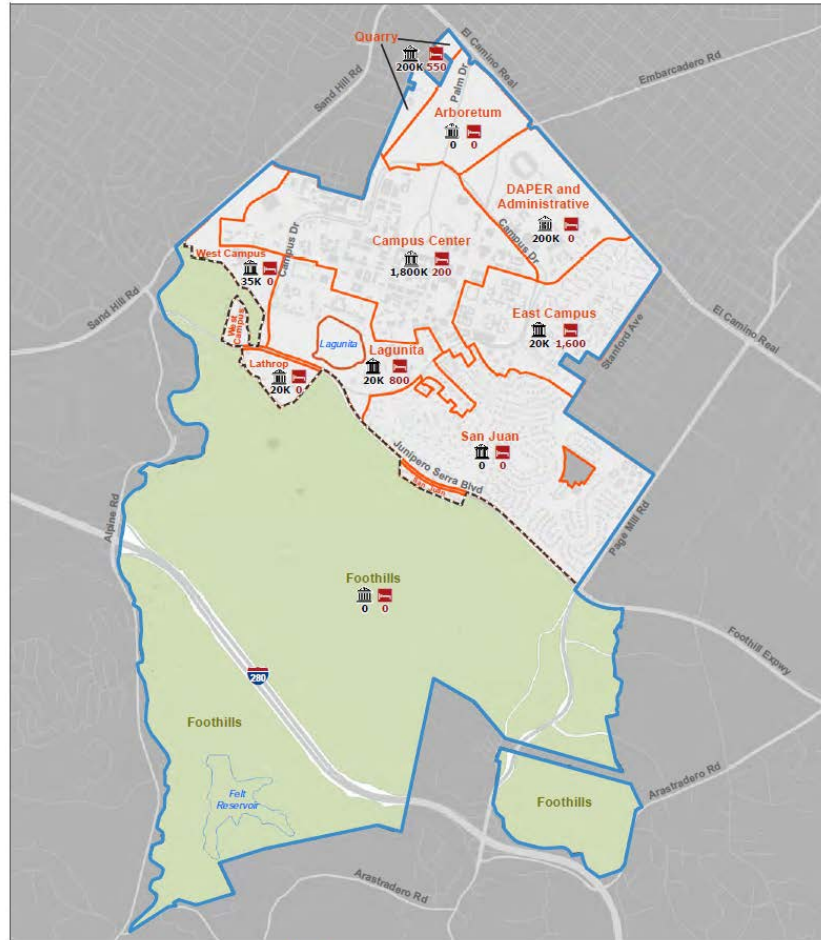 Quarry
200K 550
El Camino Real
Sand Hill Rd
Palm Dr
Embarcadero Rd
Arboretum
0 0
DAPER and
Administrative
200K 0
Campus Dr
Campus Center
1,800K 200
Campus Dr
West Campus
35K 0
East Campus
20K 1,600
El Camino Real
Stanford Ave
Sand Hill Rd
West
Campus
Lagunita
Lagunita
20K 800
Lathrop
20K 0
San Juan
0 0
Junipero Serra Blvd
San Juan
Page Mill Rd
Alpine Rd
Foothills
0 0
Foothill Expwy
280
Foothills
Felt
Reservoir
Foothills
Arastradero Rd
Arastradero Rd